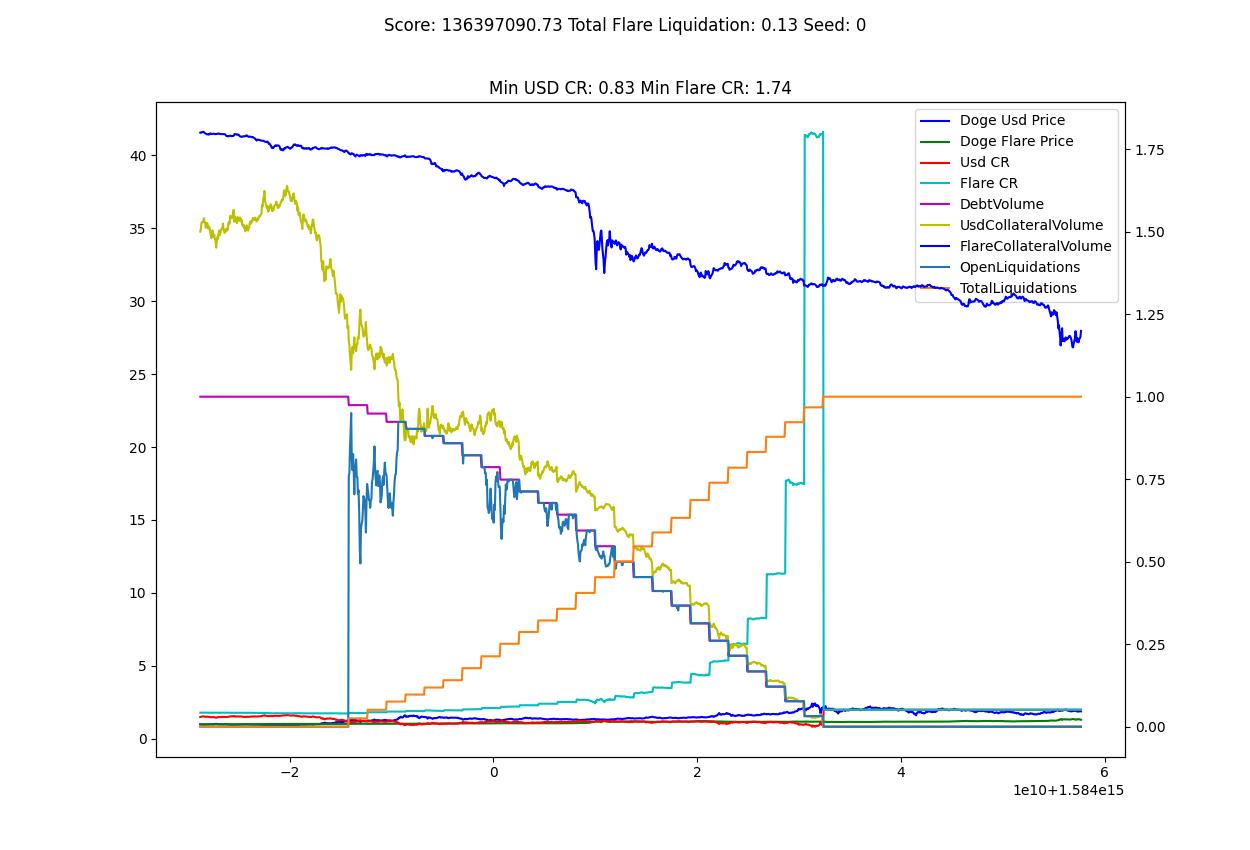 Score: 136397090.73 Total Flare Liquidation: 0.13 Seed: 0
Min USD CR: 0.83 Min Flare CR: 1.74
Doge Usd Price
Doge Flare Price
Usd CR
Flare CR
DebtVolume
UsdCollateralVolume
FlareCollateralVolume
OpenLiquidations
TotalLiquidations
40
35
30
25
20
15
10
5
0
1.75
1.50
1.25
1.00
0.75
0.50
0.25
0.00
−2
0
2
4
6
1e10+1.584e15